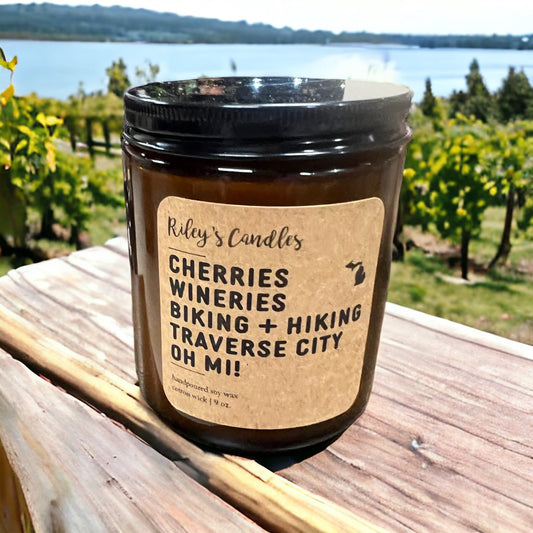 Riley's Candles
CHERRIES
WINERIES
BIKING + HIKING
TRAVERSE CITY
OH MI!
handpoured soy wax
cotton wick | 9 oz.